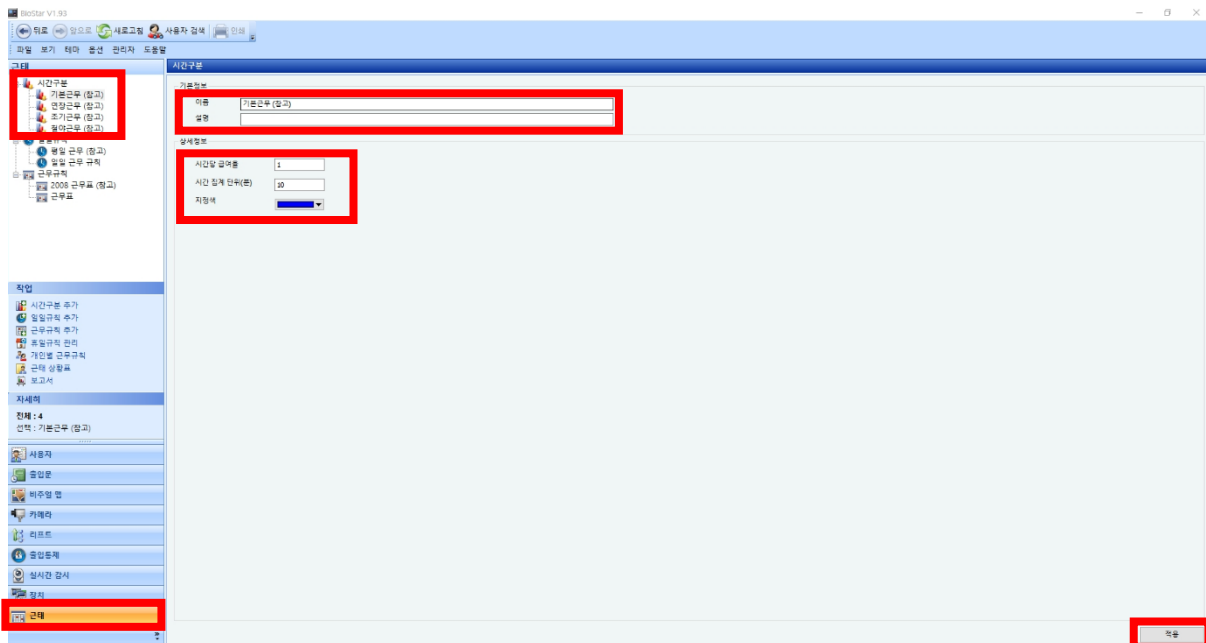 BioStar V1.93
뒤로 앞으로 새로고침 사용자 검색 인쇄
파일 보기 테마 옵션 관리자 도움말
근태
시간구분
기본근무 (참고)
연장근무 (참고)
조기근무 (참고)
철야근무 (참고)
일일규칙
평일 근무 (참고)
일일 근무 규칙
근무규칙
2008 근무표 (참고)
근무표
작업
시간구분 추가
일일규칙 추가
근무규칙 추가
휴일규칙 관리
개인별 근무규칙
근태 상황표
보고서
자세히
전체 : 4
선택 : 기본근무 (참고)
사용자
출입문
비주얼 맵
카메라
리프트
출입통제
실시간 감시
장치
근태
시간구분
기본정보
이름 기본근무 (참고)
설명
상세정보
시간당 급여율 1
시간 집계 단위(분) 10
지정색
적용